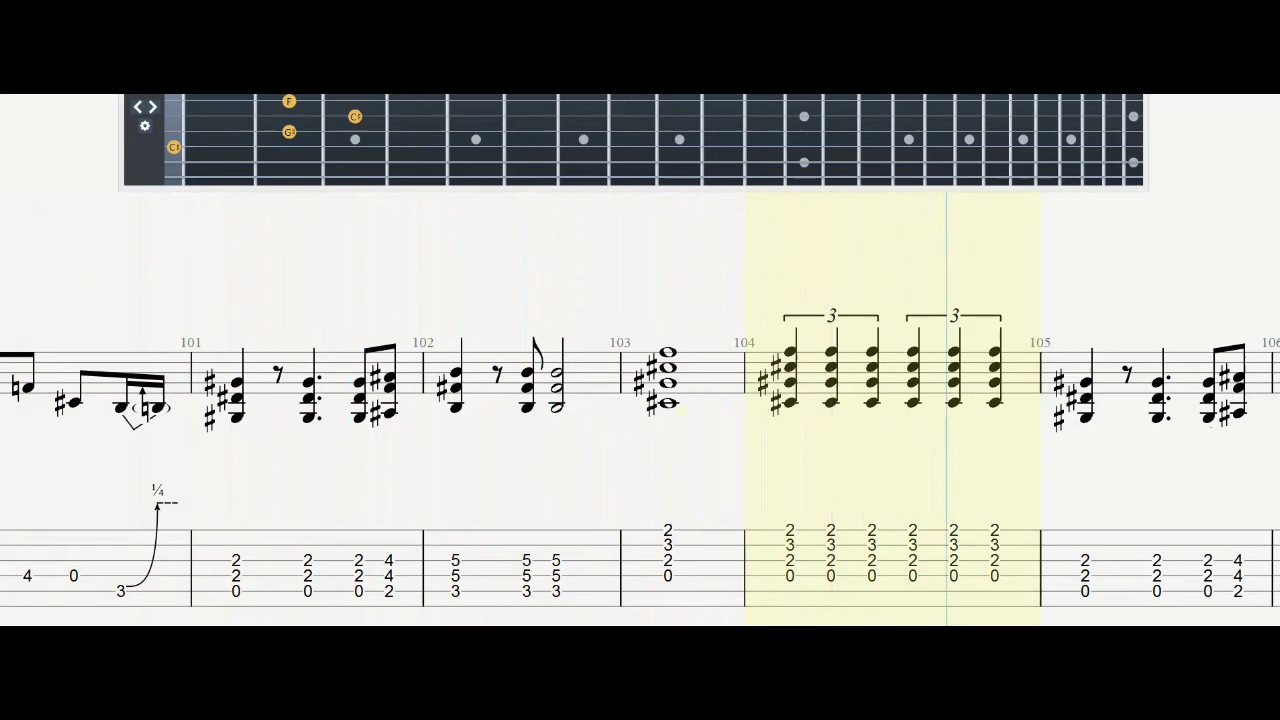 F
C♯
G♯
C♯
3 3
101 102 103 104 105 106
1/4
2 2 2 2 2 2 2
3 3 3 3 3 3 3
2 2 2 4 5 5 5 2 2 2 2 2 2 2 2 2 2 4
4 0 2 2 2 4 5 5 5 0 0 0 0 0 0 0 2 2 2 4
3 0 0 0 2 3 3 3 0 0 0 2